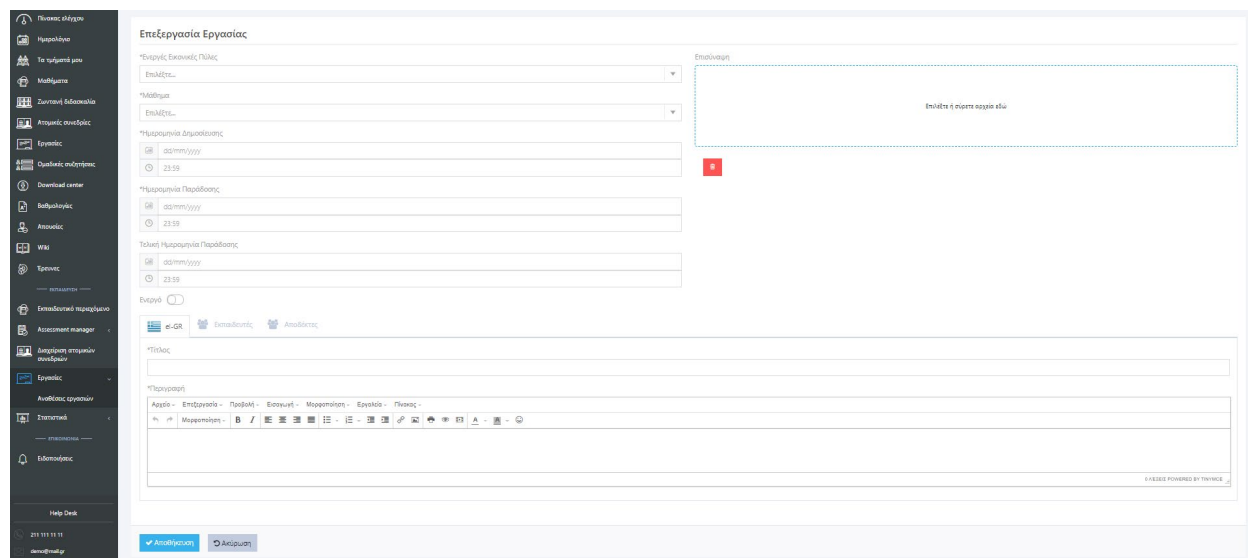 Πίνακας ελέγχου
Ημερολόγιο
Τα τμήματά μου
Μαθήματα
Ζωντανή διδασκαλία
Ατομικές συνεδρίες
Εργασίες
Ομαδικές συζητήσεις
Download center
Βαθμολογίες
Απουσίες
Wiki
Έρευνες
ΕΚΠΑΙΔΕΥΣΗ
Εκπαιδευτικό περιεχόμενο
Assessment manager
Διαχείριση ατομικών
συνεδριών
Εργασίες
Αναθέσεις εργασιών
Στατιστικά
ΕΠΙΚΟΙΝΩΝΙΑ
Ειδοποιήσεις
Help Desk
211 111 11 11
demo@mail.gr
Επεξεργασία Εργασίας
*Ενεργές Εικονικές Πύλες
Επιλέξτε...
*Μάθημα
Επιλέξτε...
*Ημερομηνία Δημοσίευσης
dd/mm/yyyy
23:59
*Ημερομηνία Παράδοσης
dd/mm/yyyy
23:59
Τελική Ημερομηνία Παράδοσης
dd/mm/yyyy
23:59
Ενεργό
Επισύναψη
Επιλέξτε ή σύρετε αρχεία εδώ
el-GR Εκπαιδευτές Αποδέκτες
*Τίτλος
*Περιγραφή
Αρχείο Επεξεργασία Προβολή Εισαγωγή Μορφοποίηση Εργαλεία Πίνακας
Μορφοποίηση B I A A
0 ΛΕΞΕΙΣ POWERED BY TINYMCE
Αποθήκευση Ακύρωση